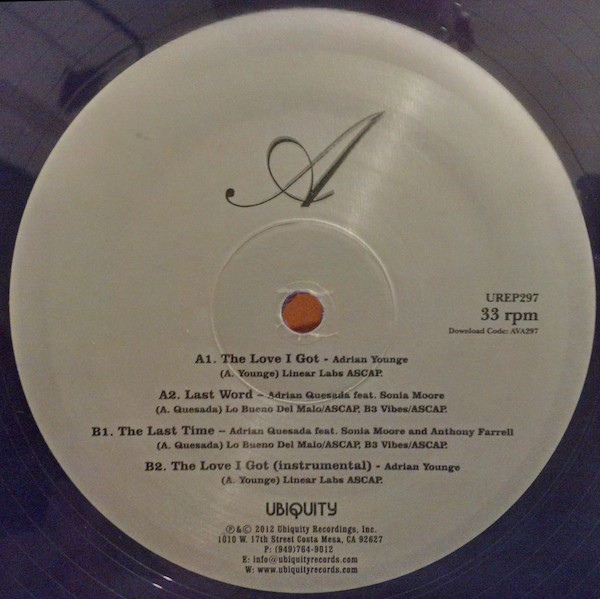 A
UREP297
33 rpm
Download Code: AVA297
A1. The Love I Got - Adrian Younge
(A. Younge) Linear Labs ASCAP.
A2. Last Word – Adrian Quesada feat. Sonia Moore
(A. Quesada) Lo Bueno Del Malo/ASCAP, B3 Vibes/ASCAP.
B1. The Last Time – Adrian Quesada feat. Sonia Moore and Anthony Farrell
(A. Quesada) Lo Bueno Del Malo/ASCAP, B3 Vibes/ASCAP.
B2. The Love I Got (instrumental) - Adrian Younge
(A. Younge) Linear Labs ASCAP.
UBIQUITY
℗&© 2012 Ubiquity Recordings, Inc.
1010 W. 17th Street Costa Mesa, CA 92627
P: (949)764-9012
E: info@ubiquityrecords.com
W: www.ubiquityrecords.com